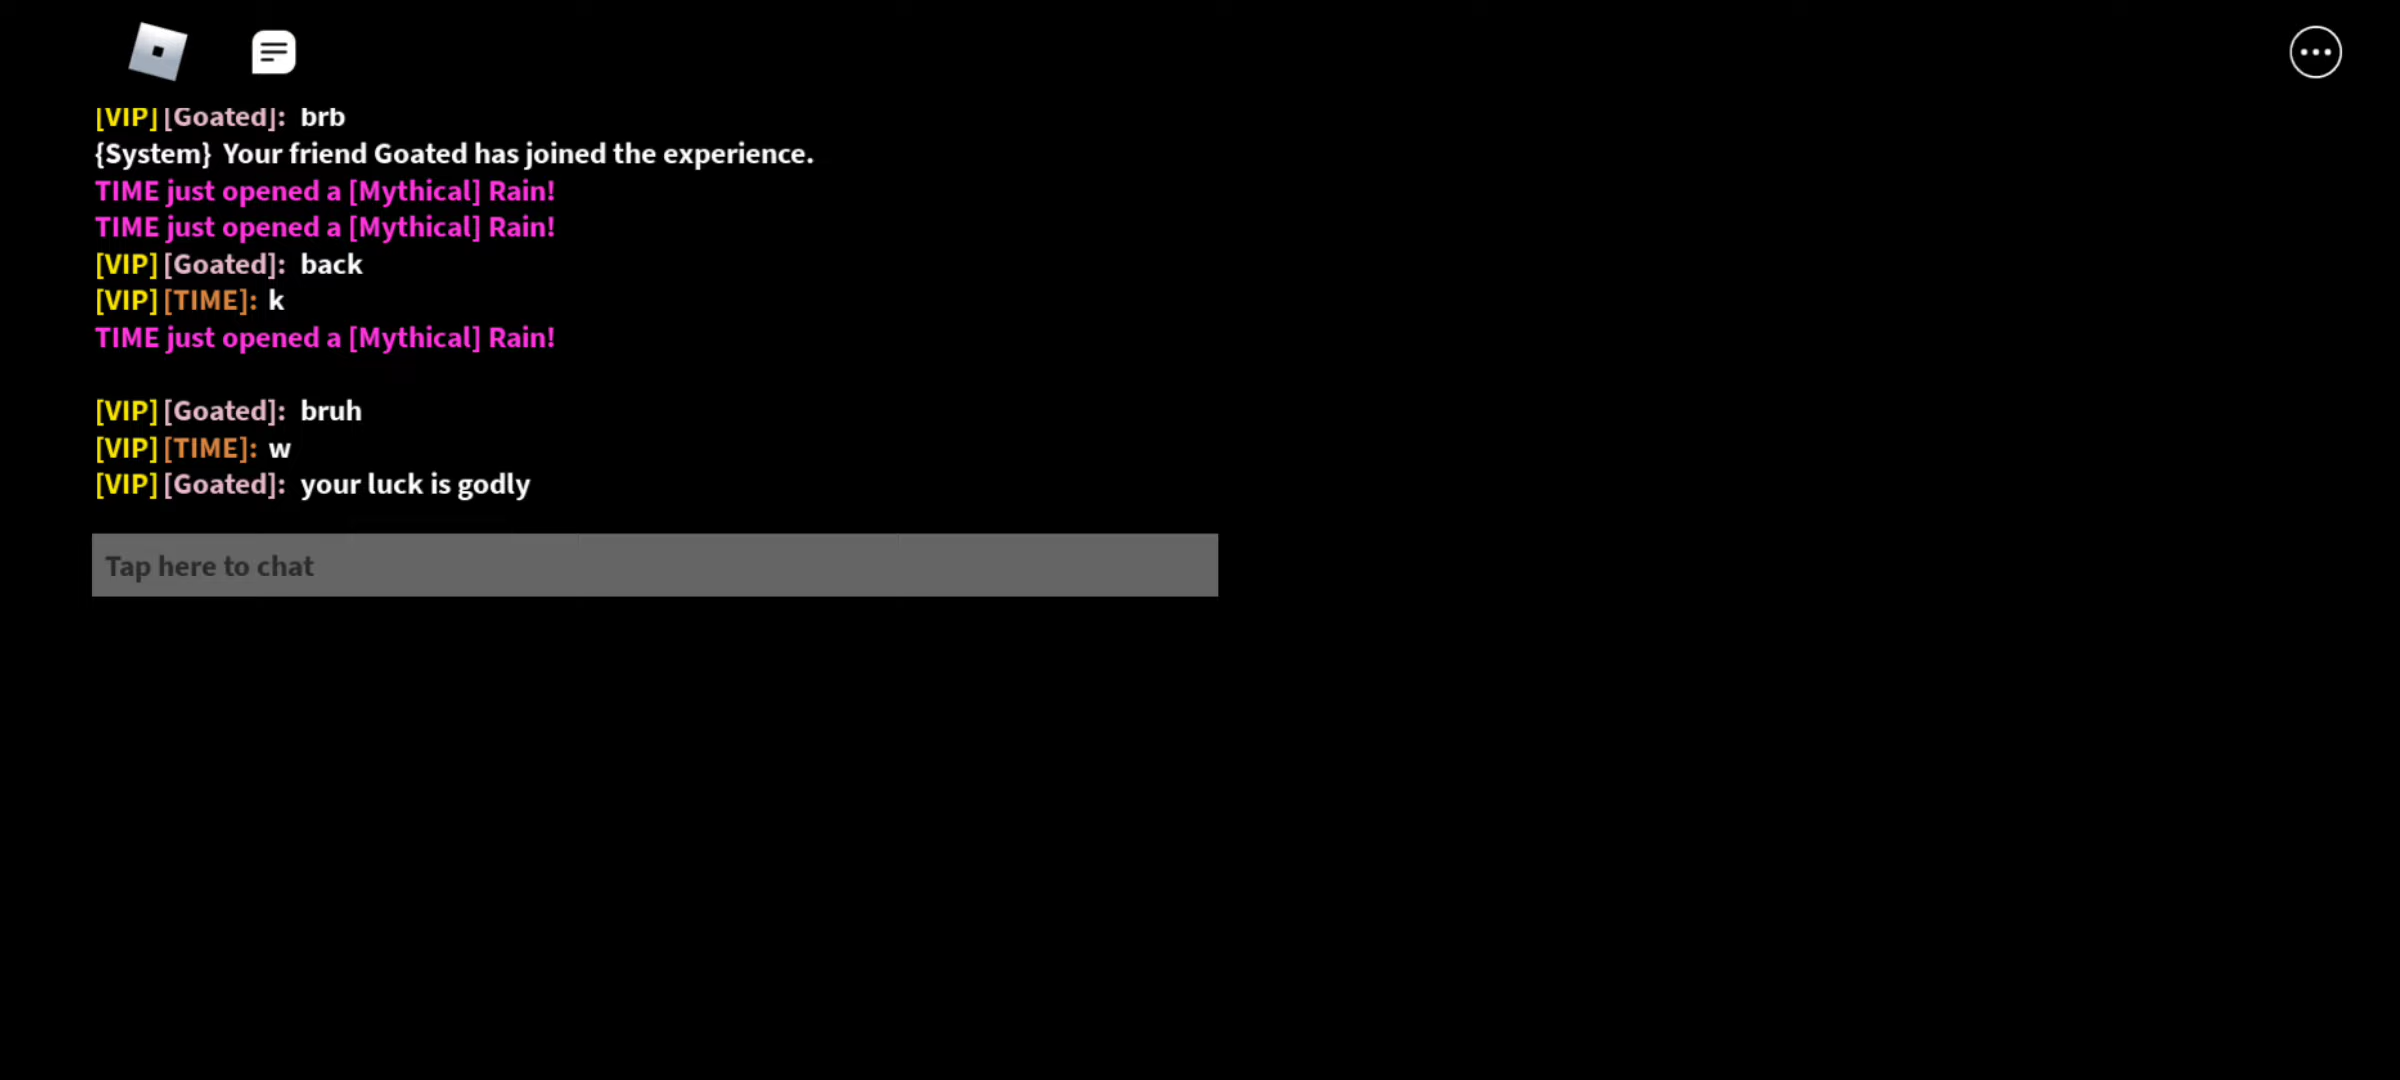 [VIP] [Goated]: brb
{System} Your friend Goated has joined the experience.
TIME just opened a [Mythical] Rain!
TIME just opened a [Mythical] Rain!
[VIP] [Goated]: back
[VIP] [TIME]: k
TIME just opened a [Mythical] Rain!
[VIP] [Goated]: bruh
[VIP] [TIME]: w
[VIP] [Goated]: your luck is godly
Tap here to chat